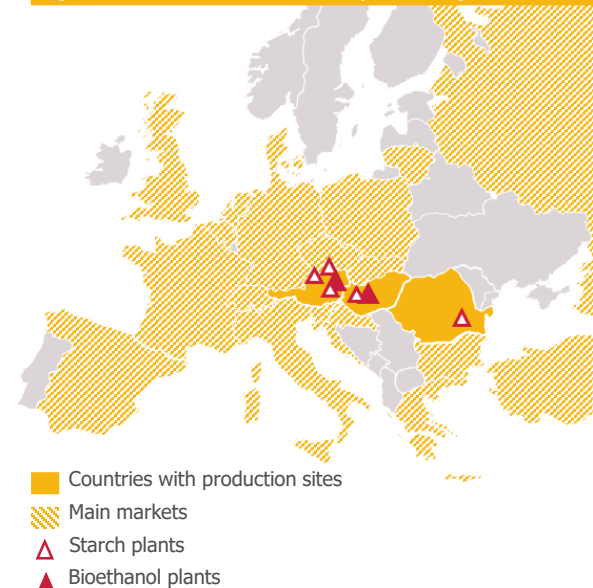 Countries with production sites
Main markets
Starch plants
Bioethanol plants